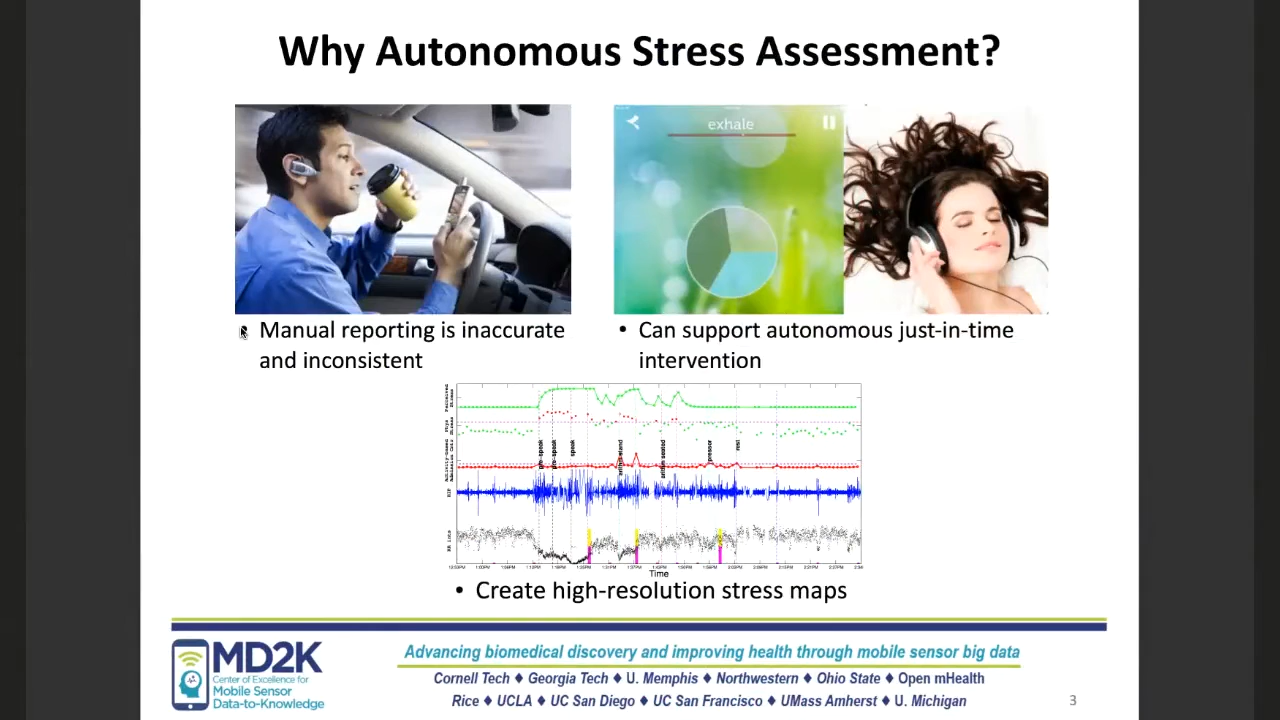 Why Autonomous Stress Assessment?
exhale
Manual reporting is inaccurate
and inconsistent
• Can support autonomous just-in-time
intervention
speak
rest
Time
• Create high-resolution stress maps
MD2K
Center of Excellence for
Mobile Sensor
Data-to-Knowledge
Advancing biomedical discovery and improving health through mobile sensor big data
Cornell Tech ♦ Georgia Tech ♦ U. Memphis ♦ Northwestern ♦ Ohio State ♦ Open mHealth
Rice ♦ UCLA ♦ UC San Diego ♦ UC San Francisco ♦ UMass Amherst ♦ U. Michigan
3